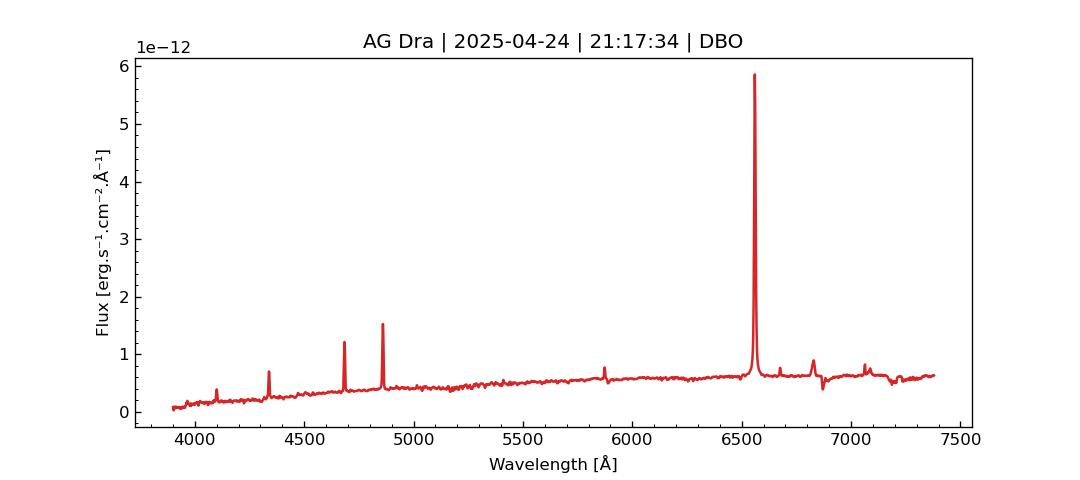 AG Dra | 2025-04-24 | 21:17:34 | DBO
1e−12
6
5
4
3
2
1
0
Flux [erg.s⁻¹.cm⁻².Å⁻¹]
4000 4500 5000 5500 6000 6500 7000 7500
Wavelength [Å]